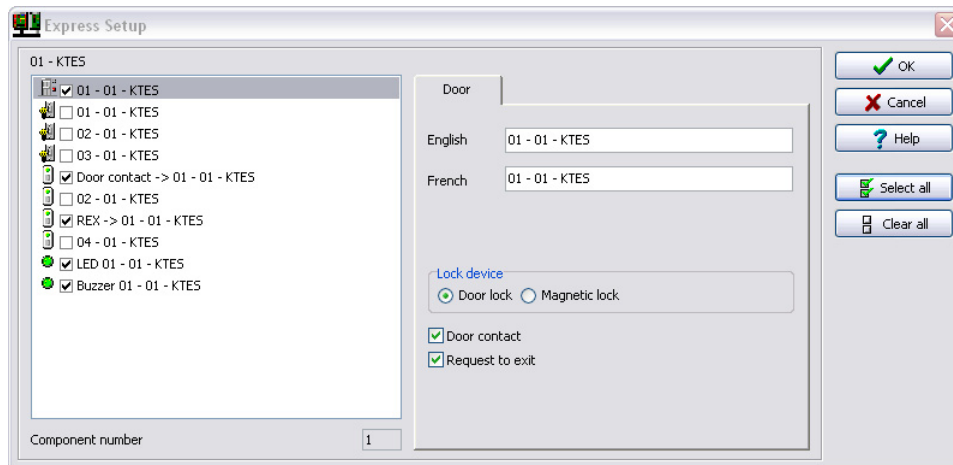 Express Setup
01 - KTES
01 - 01 - KTES
01 - 01 - KTES
02 - 01 - KTES
03 - 01 - KTES
Door contact -> 01 - 01 - KTES
02 - 01 - KTES
REX -> 01 - 01 - KTES
04 - 01 - KTES
LED 01 - 01 - KTES
Buzzer 01 - 01 - KTES
Component number 1
Door
English 01 - 01 - KTES
French 01 - 01 - KTES
Lock device
Door lock Magnetic lock
Door contact
Request to exit
OK
Cancel
Help
Select all
Clear all